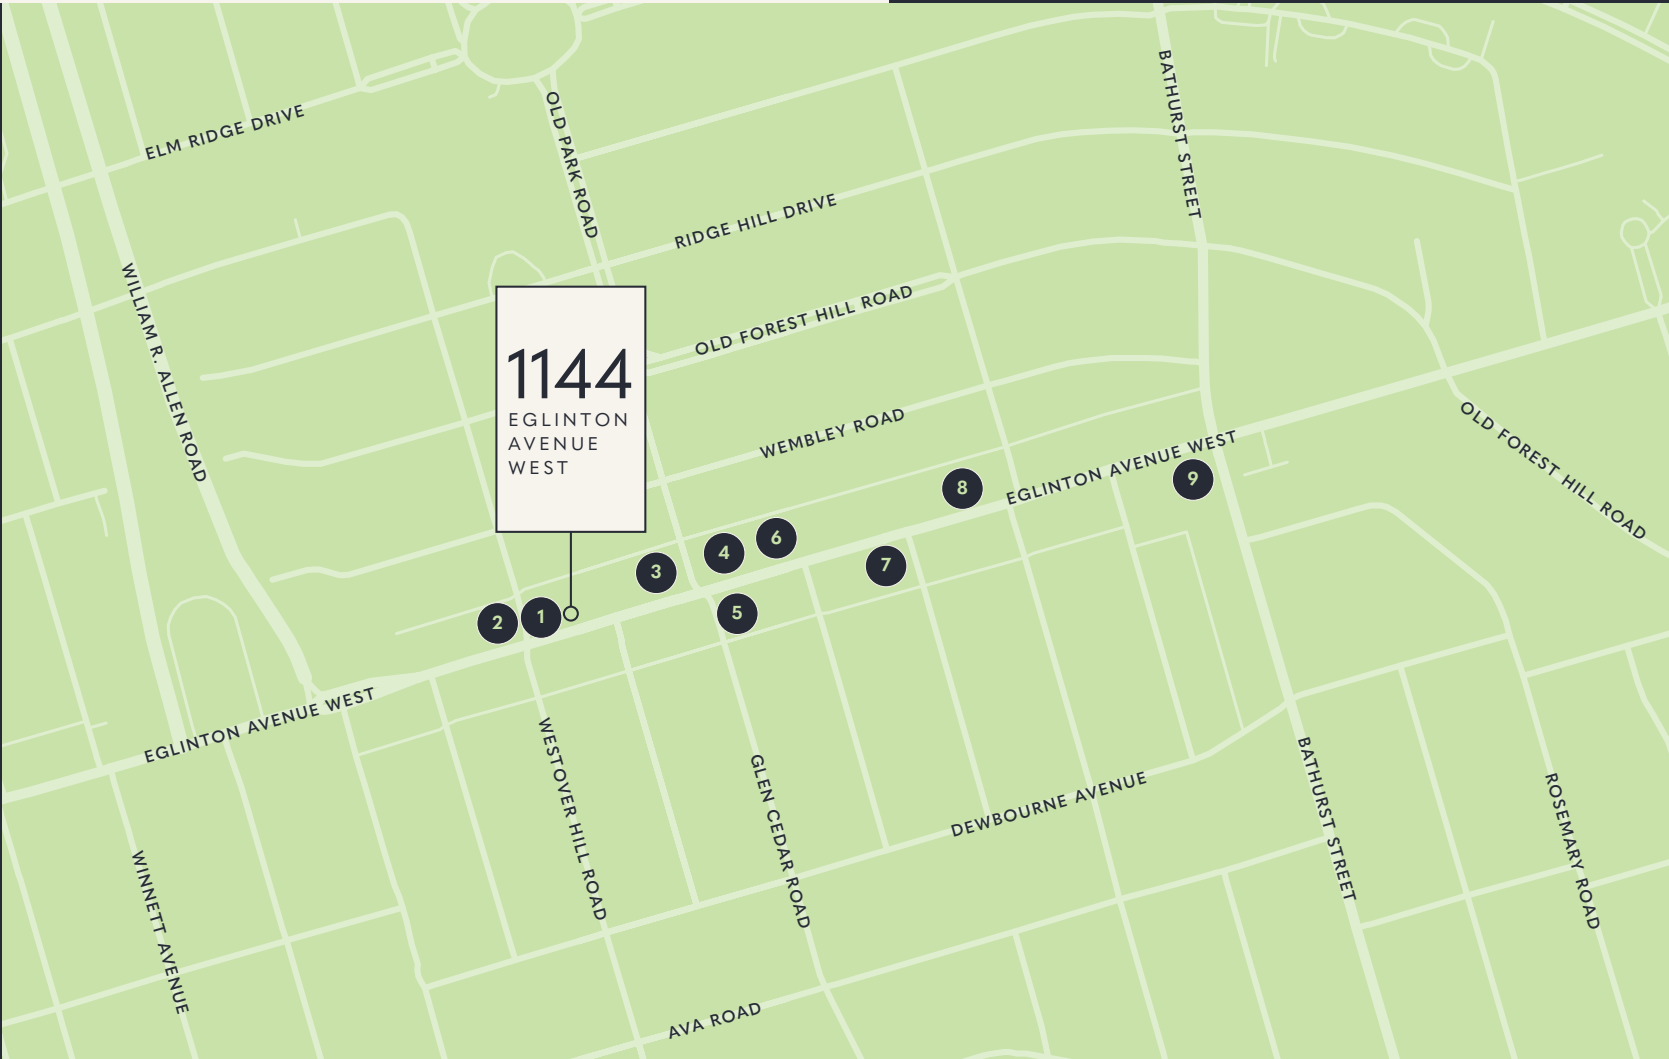 ELM RIDGE DRIVE
OLD PARK ROAD
BATHURST STREET
RIDGE HILL DRIVE
WILLIAM R. ALLEN ROAD
OLD FOREST HILL ROAD
1144
EGLINTON
AVENUE
WEST
WEMBLEY ROAD
EGLINTON AVENUE WEST
OLD FOREST HILL ROAD
9
8
6
4
3
7
5
1
2
EGLINTON AVENUE WEST
WESTOVER HILL ROAD
GLEN CEDAR ROAD
DEWBOURNE AVENUE
BATHURST STREET
ROSEMARY ROAD
WINNETT AVENUE
AVA ROAD